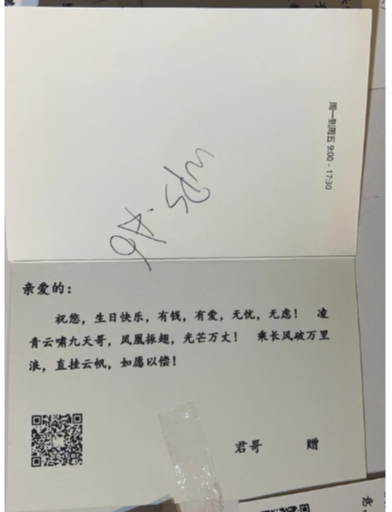 周一到周五 9:00 - 17:30
亲爱的：
祝您，生日快乐，有钱，有爱，无忧，无虑！ 凌
青云啸九天哥，凤凰振翅，光芒万丈！ 乘长风破万里
浪，直挂云帆，如愿以偿！
君哥 赠